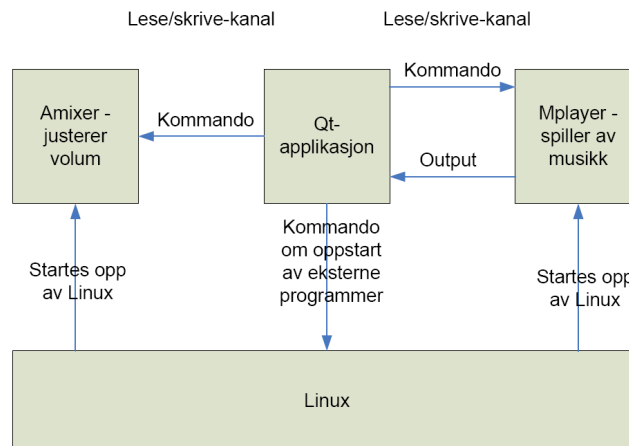 Lese/skrive-kanal
Lese/skrive-kanal
Amixer -
justerer
volum
Kommando
Qt-
applikasjon
Kommando
Output
Mplayer -
spiller av
musikk
Startes opp
av Linux
Kommando
om oppstart
av eksterne
programmer
Startes opp
av Linux
Linux